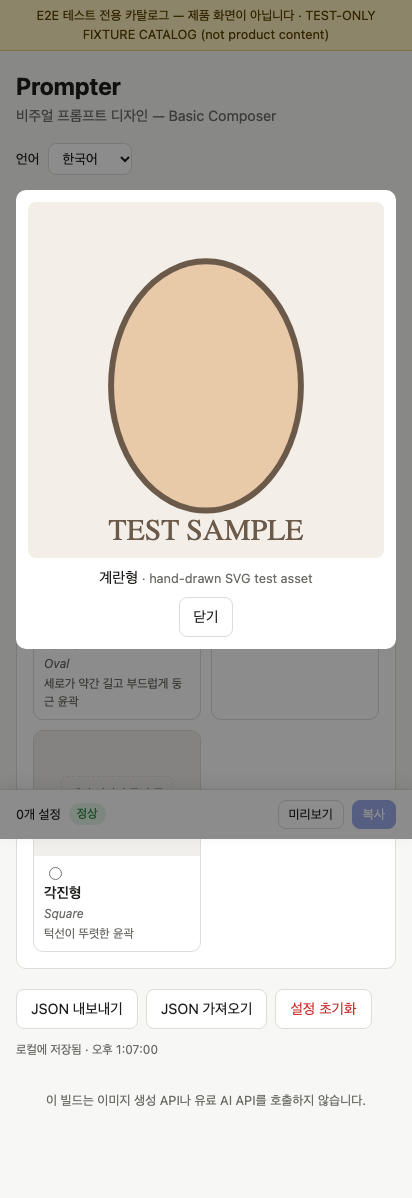 E2E 테스트 전용 카탈로그 — 제품 화면이 아닙니다 · TEST-ONLY
FIXTURE CATALOG (not product content)
Prompter
비주얼 프롬프트 디자인 — Basic Composer
언어 한국어
TEST SAMPLE
계란형 · hand-drawn SVG test asset
닫기
Oval
세로가 약간 길고 부드럽게 둥
근 윤곽
0개 설정 정상 미리보기 복사
각진형
Square
턱선이 뚜렷한 윤곽
JSON 내보내기 JSON 가져오기 설정 초기화
로컬에 저장됨 · 오후 1:07:00
이 빌드는 이미지 생성 API나 유료 AI API를 호출하지 않습니다.